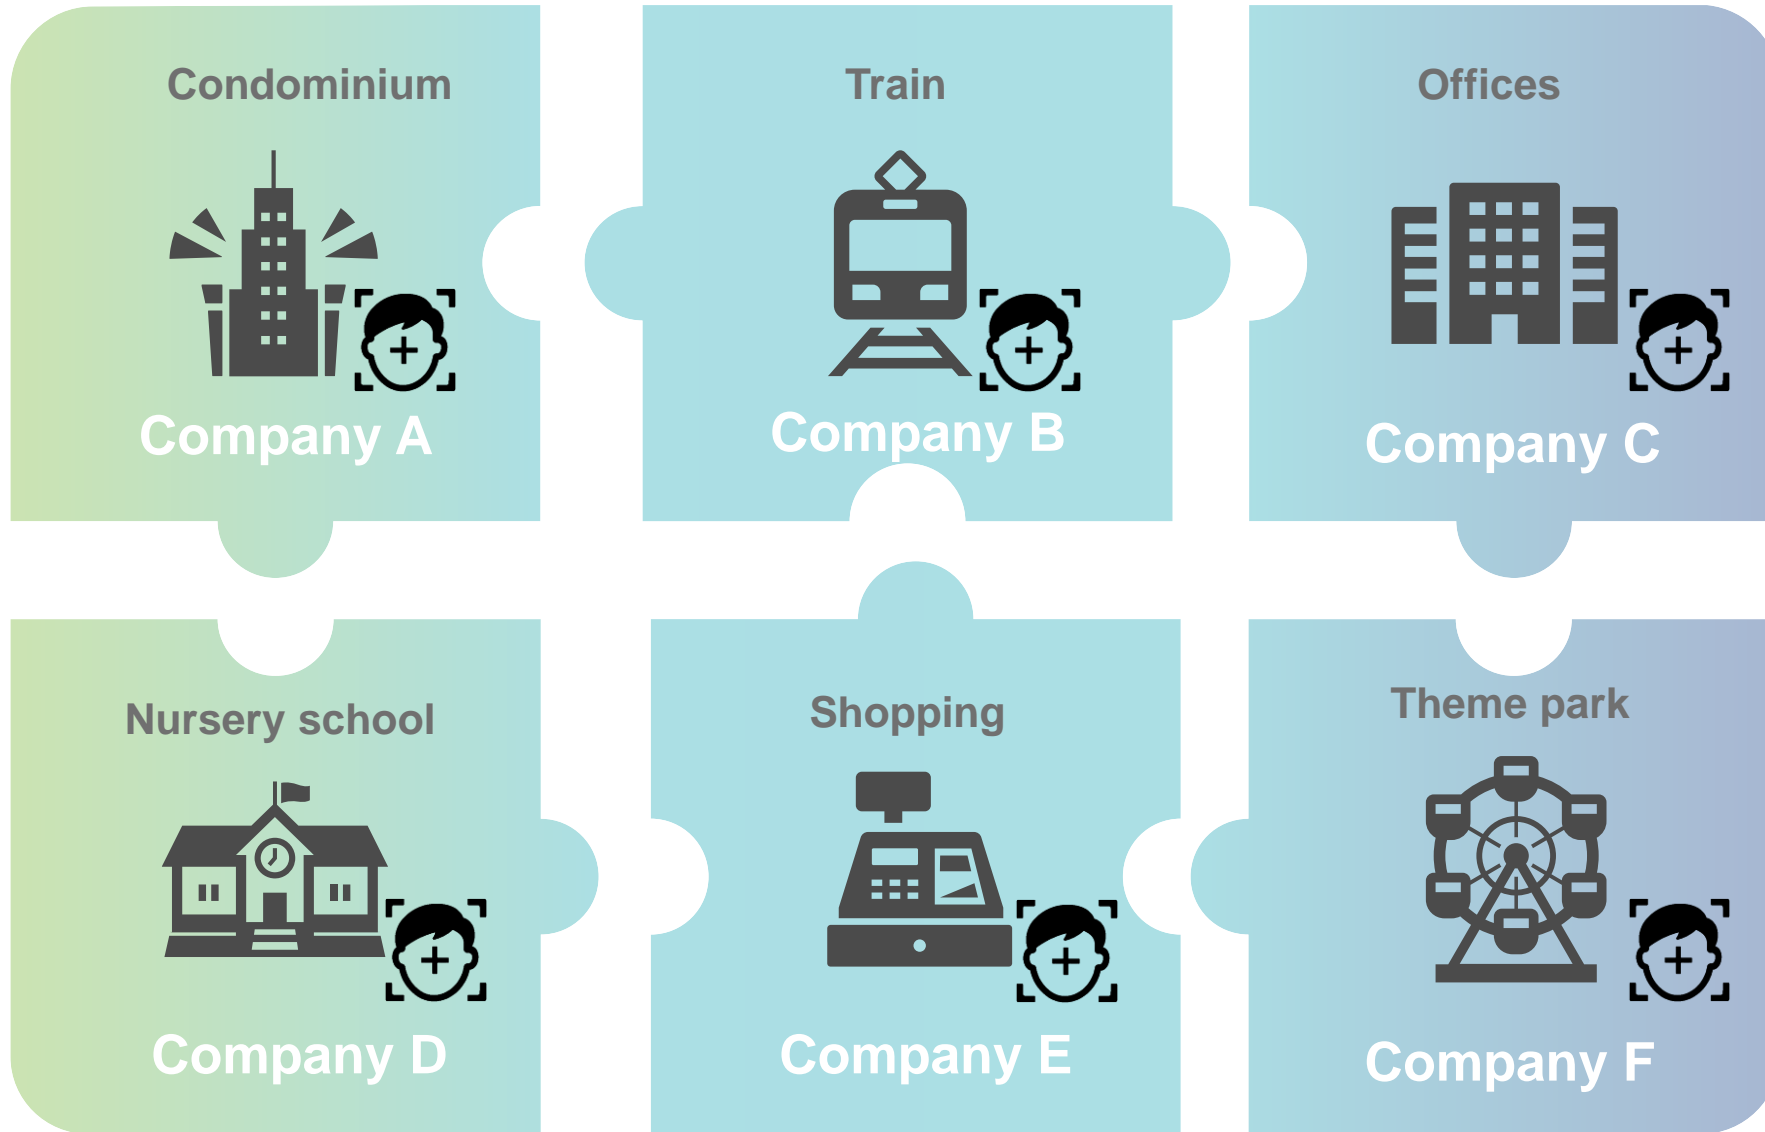 Condominium
Train
Offices
Company A
Company B
Company C
Nursery school
Shopping
Theme park
Company D
Company E
Company F